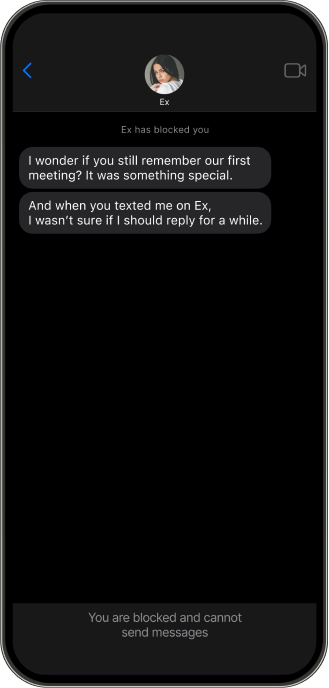 Ex
Ex has blocked you
I wonder if you still remember our first
meeting? It was something special.
And when you texted me on Ex,
I wasn’t sure if I should reply for a while.
You are blocked and cannot
send messages